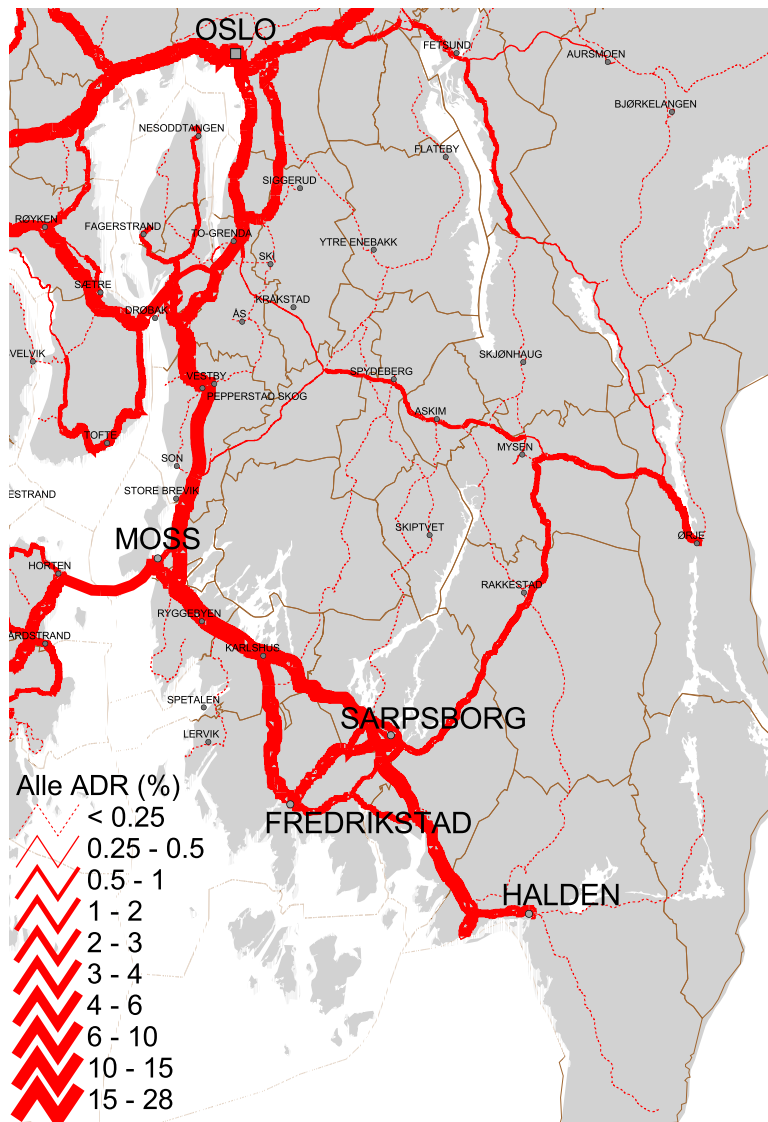 OSLO
FETSUND
AURSMOEN
BJØRKELANGEN
NESODDTANGEN
FLATEBY
SIGGERUD
RØYKEN
FAGERSTRAND
TO-GRENDA
YTRE ENEBAKK
SKI
SÆTRE
KRÅKSTAD
DRØBAK
ÅS
VELVIK
SKJØNHAUG
SPYDEBERG
VESTBY
PEPPERSTAD SKOG
ASKIM
TOFTE
MYSEN
SON
ESTRAND
STORE BREVIK
SKIPTVET
MOSS
ØRJE
HORTEN
RAKKESTAD
RYGGEBYEN
ARDSTRAND
KARLSHUS
SPETALEN
SARPSBORG
LERVIK
Alle ADR (%)
< 0.25
FREDRIKSTAD
0.25 - 0.5
0.5 - 1
HALDEN
1 - 2
2 - 3
3 - 4
4 - 6
6 - 10
10 - 15
15 - 28